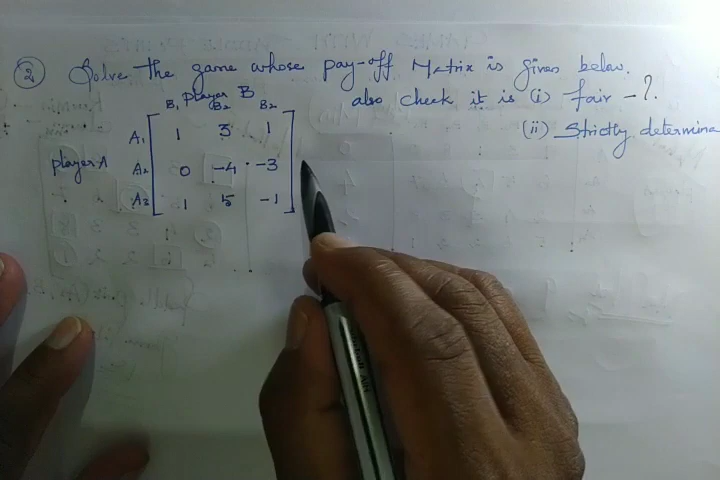 ② Solve the game whose pay-off Matrix is given below.
also check it is (i) fair -?
(ii) Strictly determina
Player B
B₁ B₂ B₂
A₁ 1 3 1
Player A A₂ 0 -4 -3
A₃ 1 5 -1